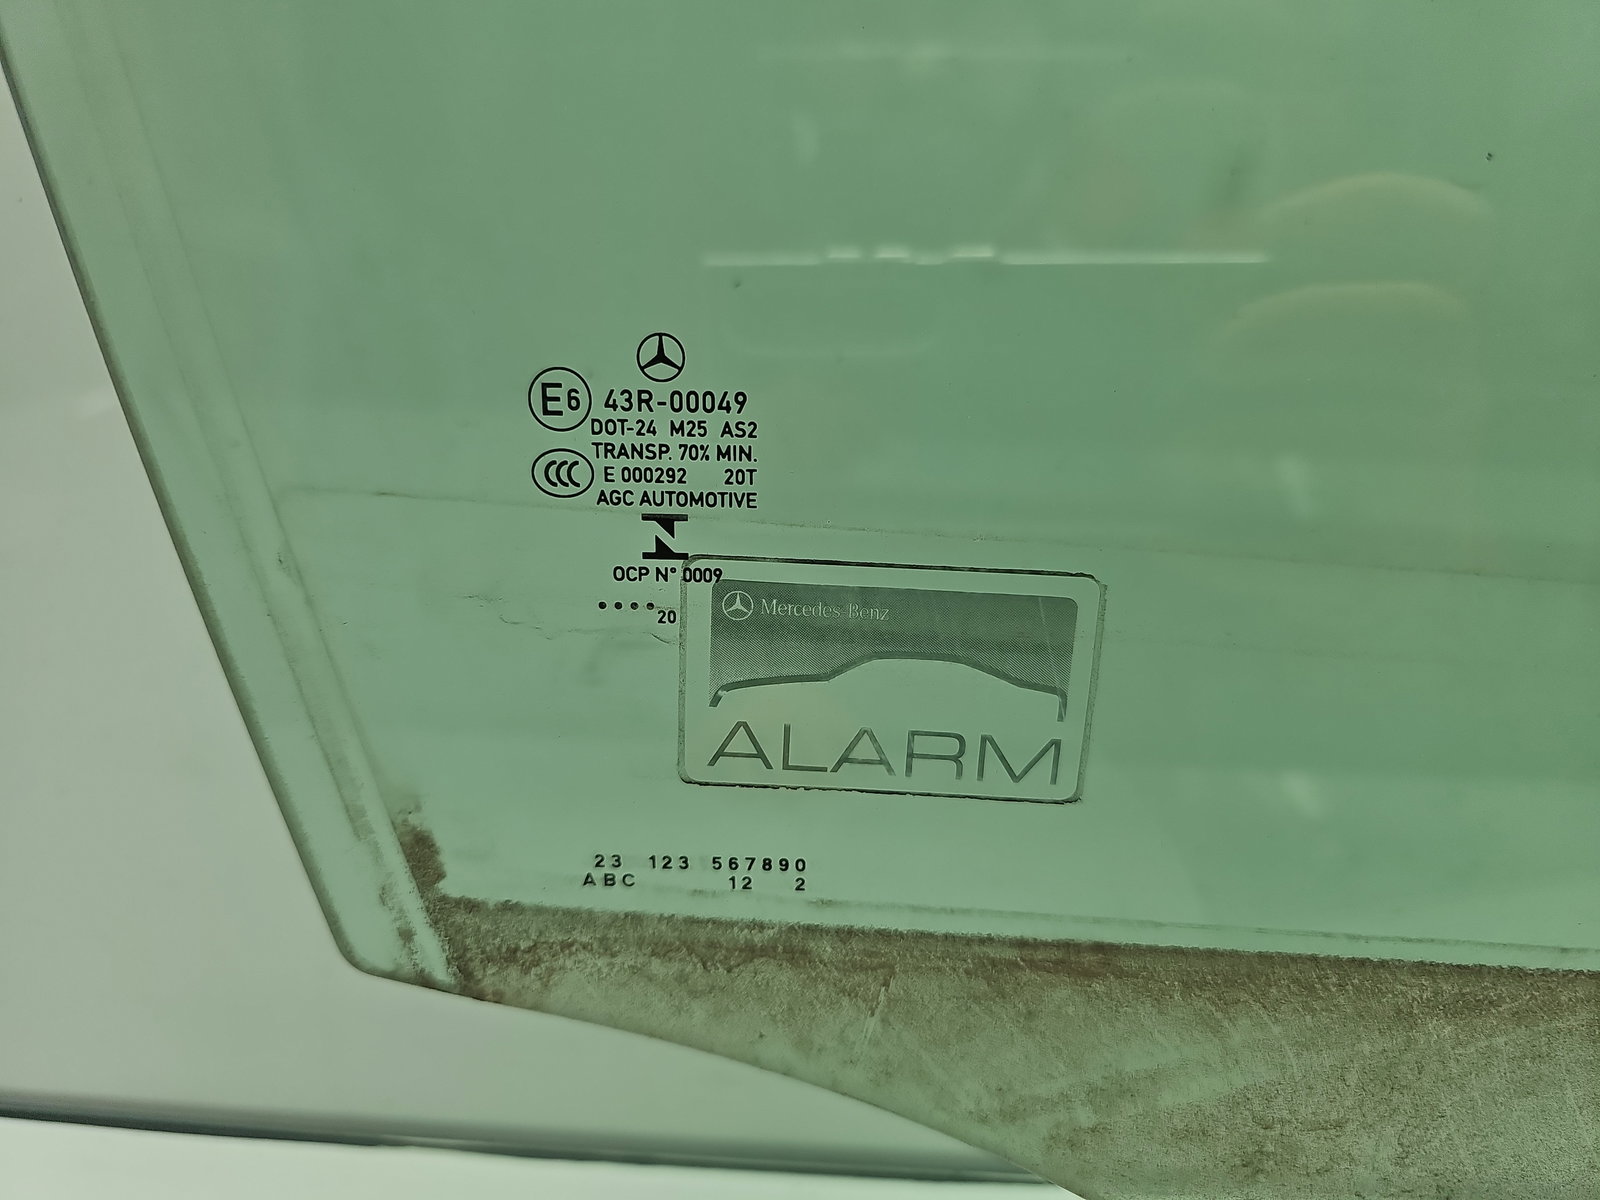 E6 43R-00049
DOT-24 M25 AS2
TRANSP. 70% MIN.
CCC E 000292 20T
AGC AUTOMOTIVE
OCP N° 0009
•••• 20
Mercedes-Benz
ALARM
23 123 567890
ABC 12 2